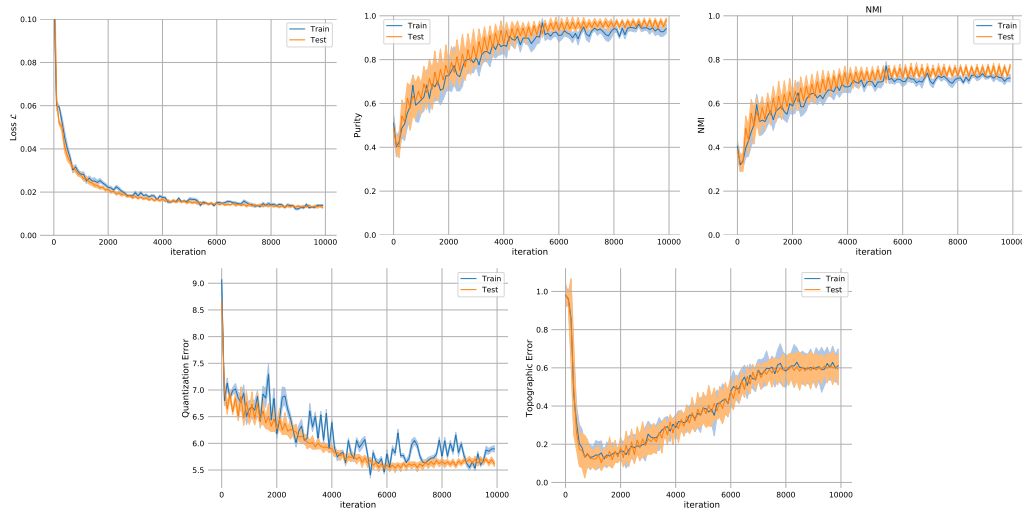 NMI
Loss ℒ
0.10
0.08
0.06
0.04
0.02
0.00
0 2000 4000 6000 8000 10000
iteration
Train
Test
Purity
1.0
0.8
0.6
0.4
0.2
0.0
0 2000 4000 6000 8000 10000
iteration
Train
Test
NMI
1.0
0.8
0.6
0.4
0.2
0.0
0 2000 4000 6000 8000 10000
iteration
Train
Test
Quantization Error
9.0
8.5
8.0
7.5
7.0
6.5
6.0
5.5
0 2000 4000 6000 8000 10000
iteration
Train
Test
Topographic Error
1.0
0.8
0.6
0.4
0.2
0.0
0 2000 4000 6000 8000 10000
iteration
Train
Test